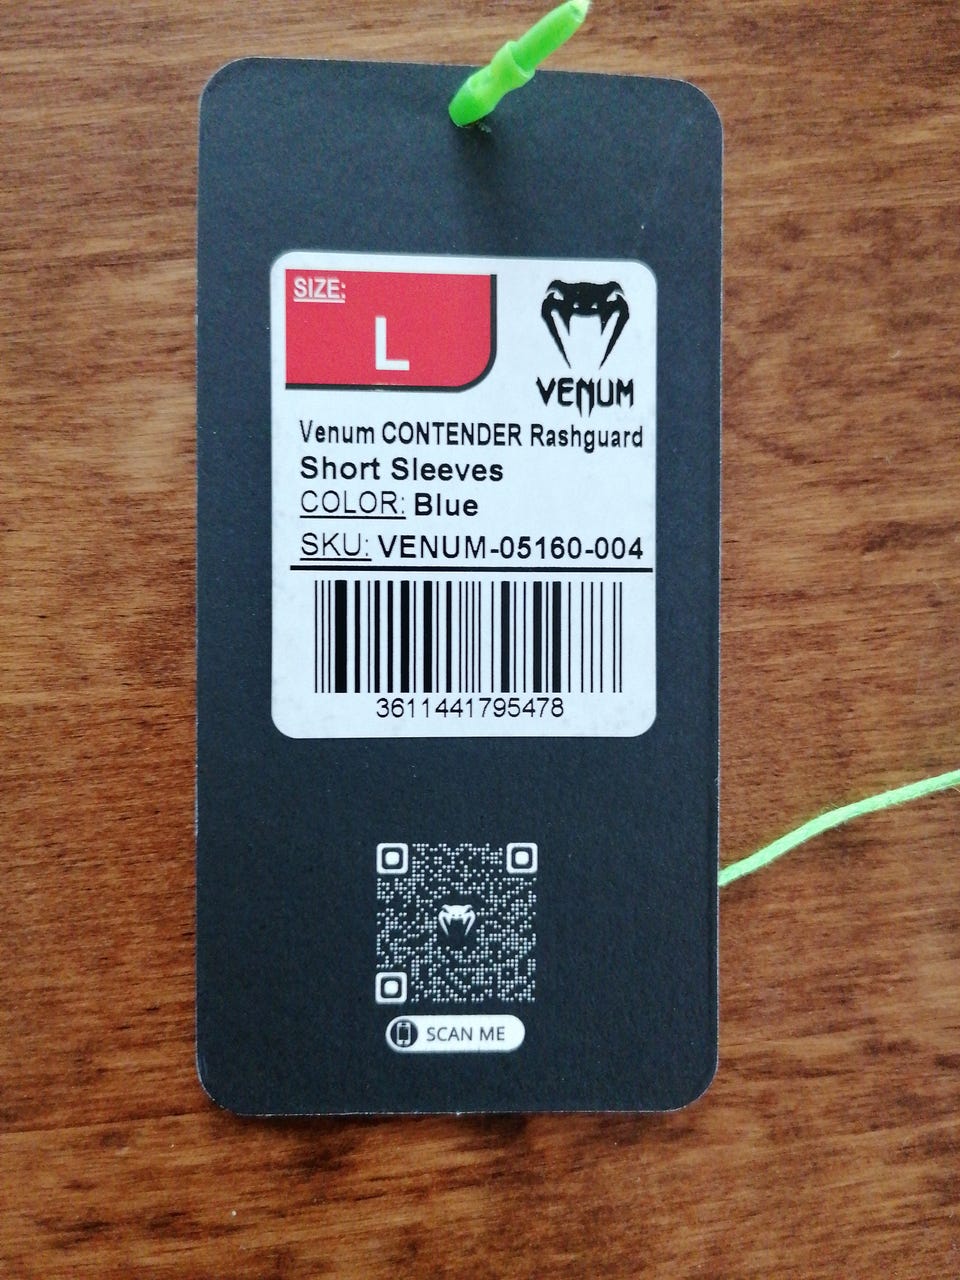 SIZE:
L
VENUM
Venum CONTENDER Rashguard
Short Sleeves
COLOR: Blue
SKU: VENUM-05160-004
3611441795478
SCAN ME